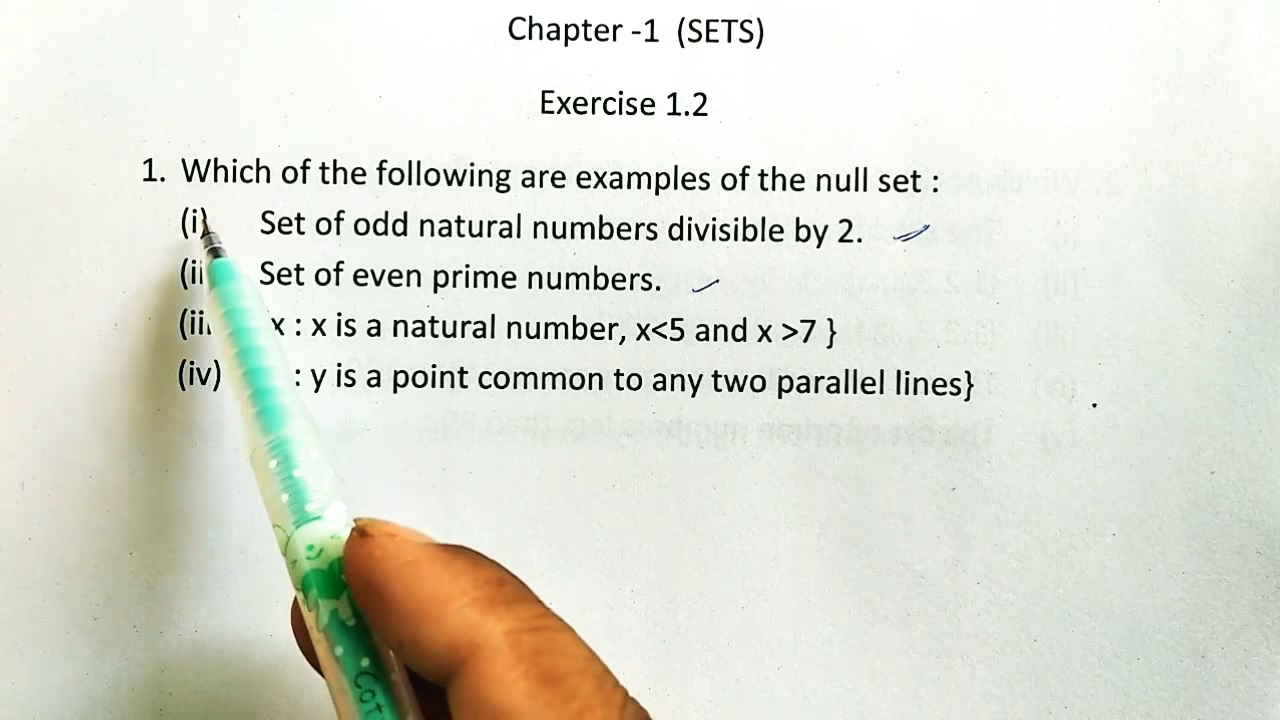 Chapter -1 (SETS)
Exercise 1.2
1. Which of the following are examples of the null set :
(i) Set of odd natural numbers divisible by 2.
(ii Set of even prime numbers.
(iii x : x is a natural number, x<5 and x >7 }
(iv) : y is a point common to any two parallel lines}